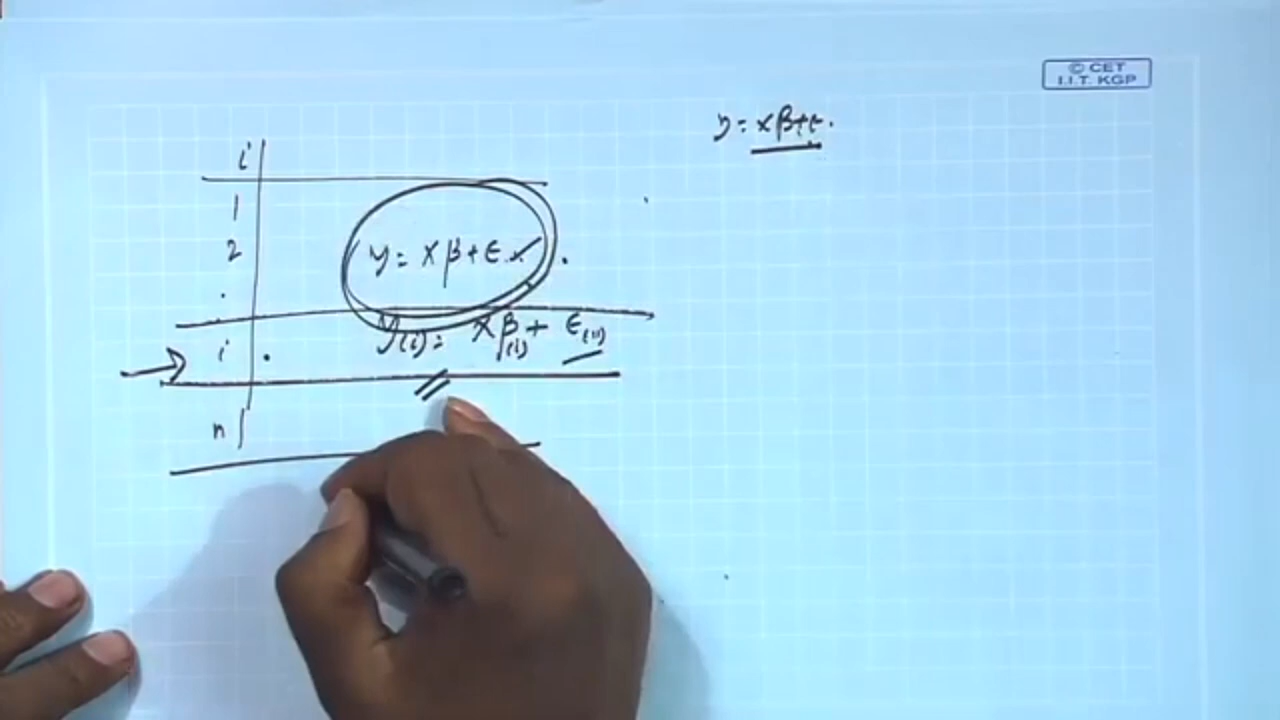 © CET
I.I.T. KGP
y = xβ+ε.
i
1
2
y = Xβ+ε
.
y(i) = Xβ(i) + ε(i)
i .
n